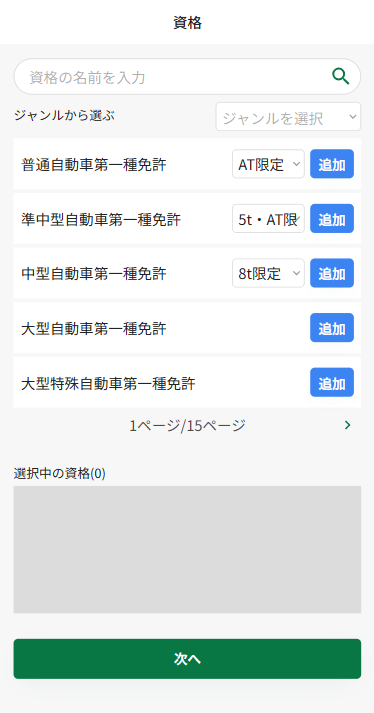 資格
資格の名前を入力
ジャンルから選ぶ
ジャンルを選択
普通自動車第一種免許 AT限定 追加
準中型自動車第一種免許 5t・AT限 追加
中型自動車第一種免許 8t限定 追加
大型自動車第一種免許 追加
大型特殊自動車第一種免許 追加
1ページ/15ページ
選択中の資格(0)
次へ